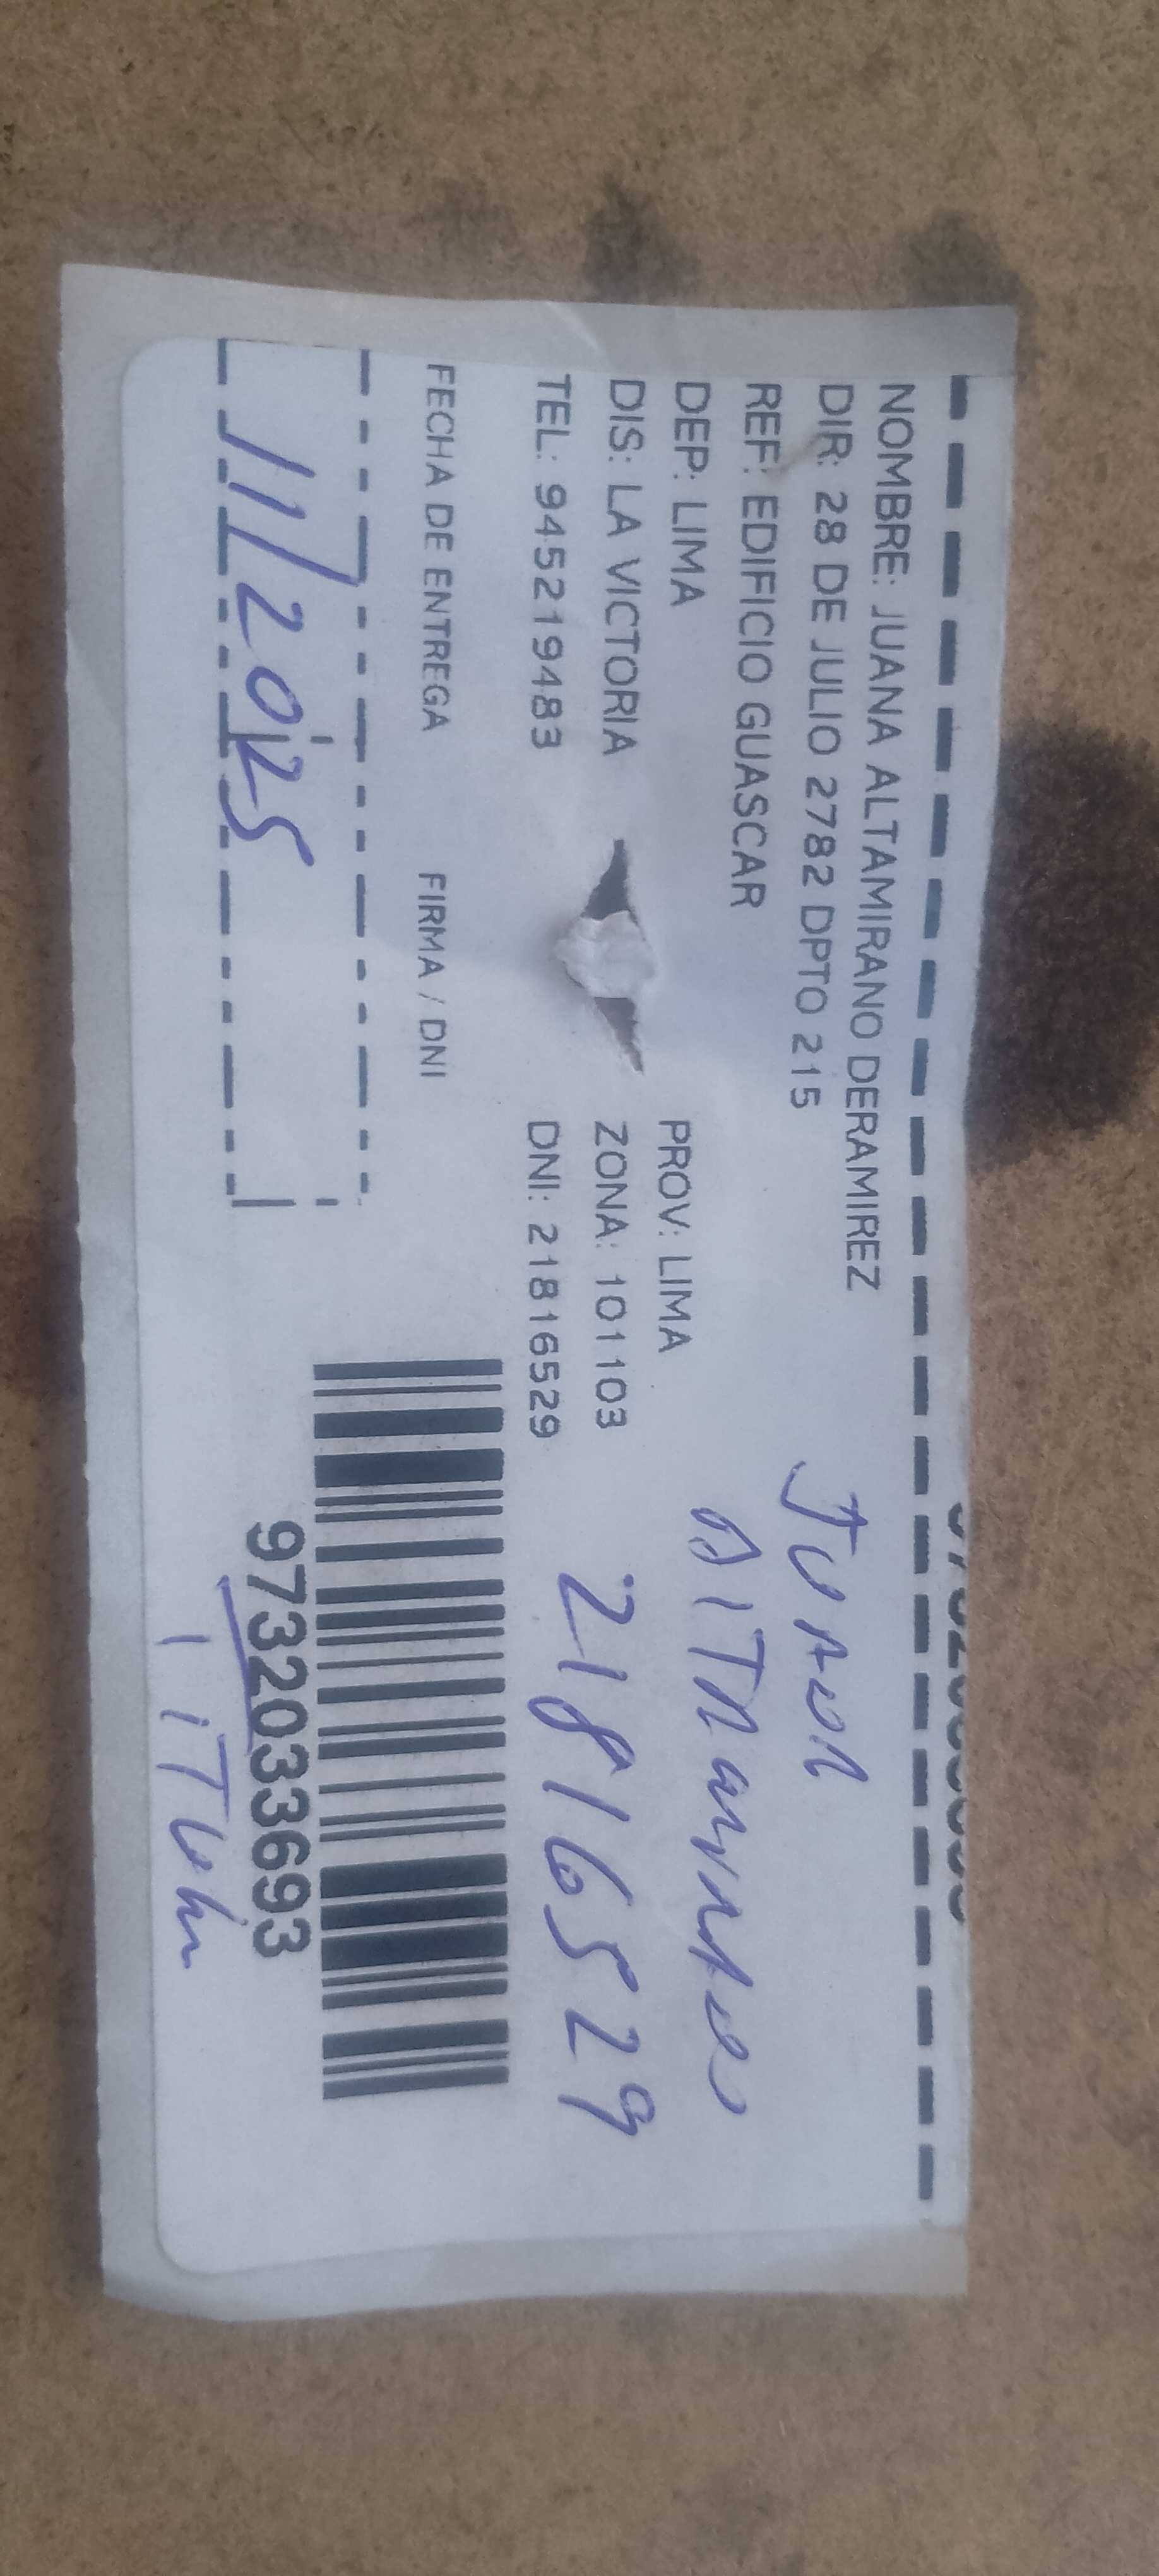 NOMBRE: JUANA ALTAMIRANO DERAMIREZ
DIR: 28 DE JULIO 2782 DPTO 215
REF: EDIFICIO GUASCAR
DEP: LIMA PROV: LIMA
DIS: LA VICTORIA ZONA: 101103
TEL: 945219483 DNI: 21816529
Juana
Altamirano
21816529
FECHA DE ENTREGA FIRMA / DNI
9732033693